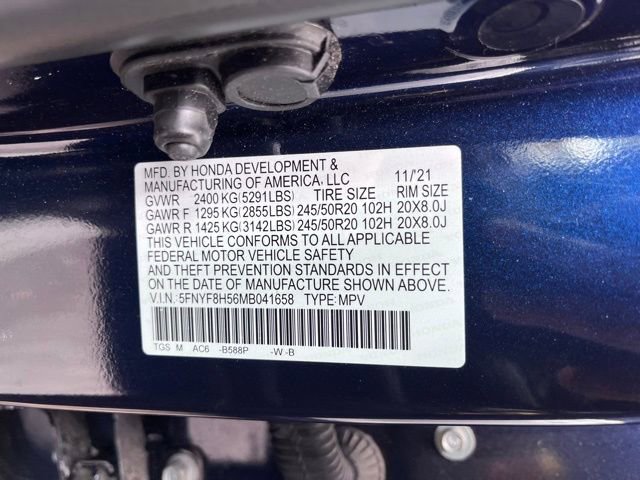 MFD. BY HONDA DEVELOPMENT &
MANUFACTURING OF AMERICA, LLC 11/'21
GVWR 2400 KG(5291LBS) TIRE SIZE RIM SIZE
GAWR F 1295 KG(2855LBS) 245/50R20 102H 20X8.0J
GAWR R 1425 KG(3142LBS) 245/50R20 102H 20X8.0J
THIS VEHICLE CONFORMS TO ALL APPLICABLE
FEDERAL MOTOR VEHICLE SAFETY
AND THEFT PREVENTION STANDARDS IN EFFECT
ON THE DATE OF MANUFACTURE SHOWN ABOVE.
V.I.N.: 5FNYF8H56MB041658 TYPE: MPV
TGS M AC6 -B588P .-W -B